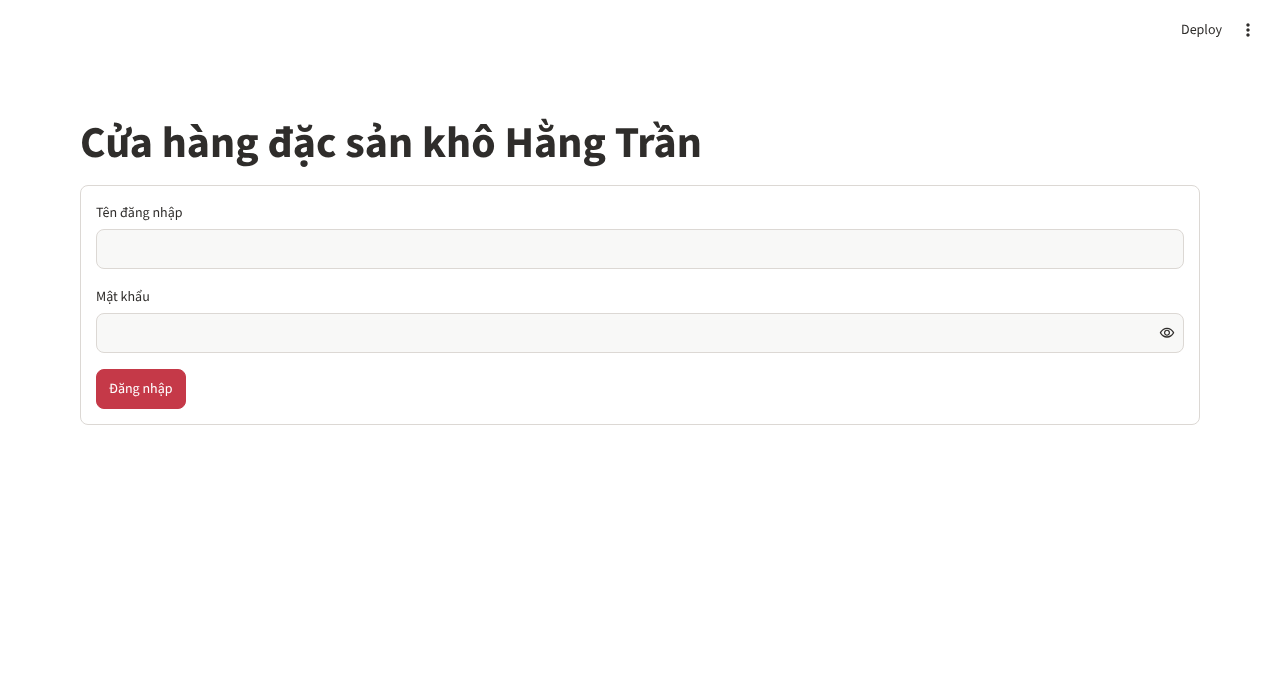 Deploy
Cửa hàng đặc sản khô Hằng Trần
Tên đăng nhập
Mật khẩu
Đăng nhập